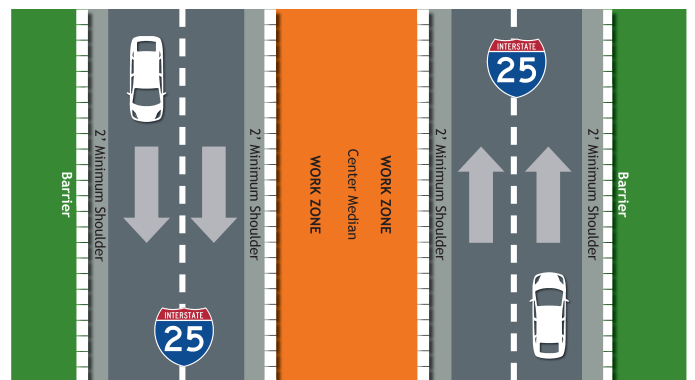 Barrier
2' Minimum Shoulder
INTERSTATE
25
2' Minimum Shoulder
WORK ZONE
Center Median
WORK ZONE
2' Minimum Shoulder
INTERSTATE
25
2' Minimum Shoulder
Barrier